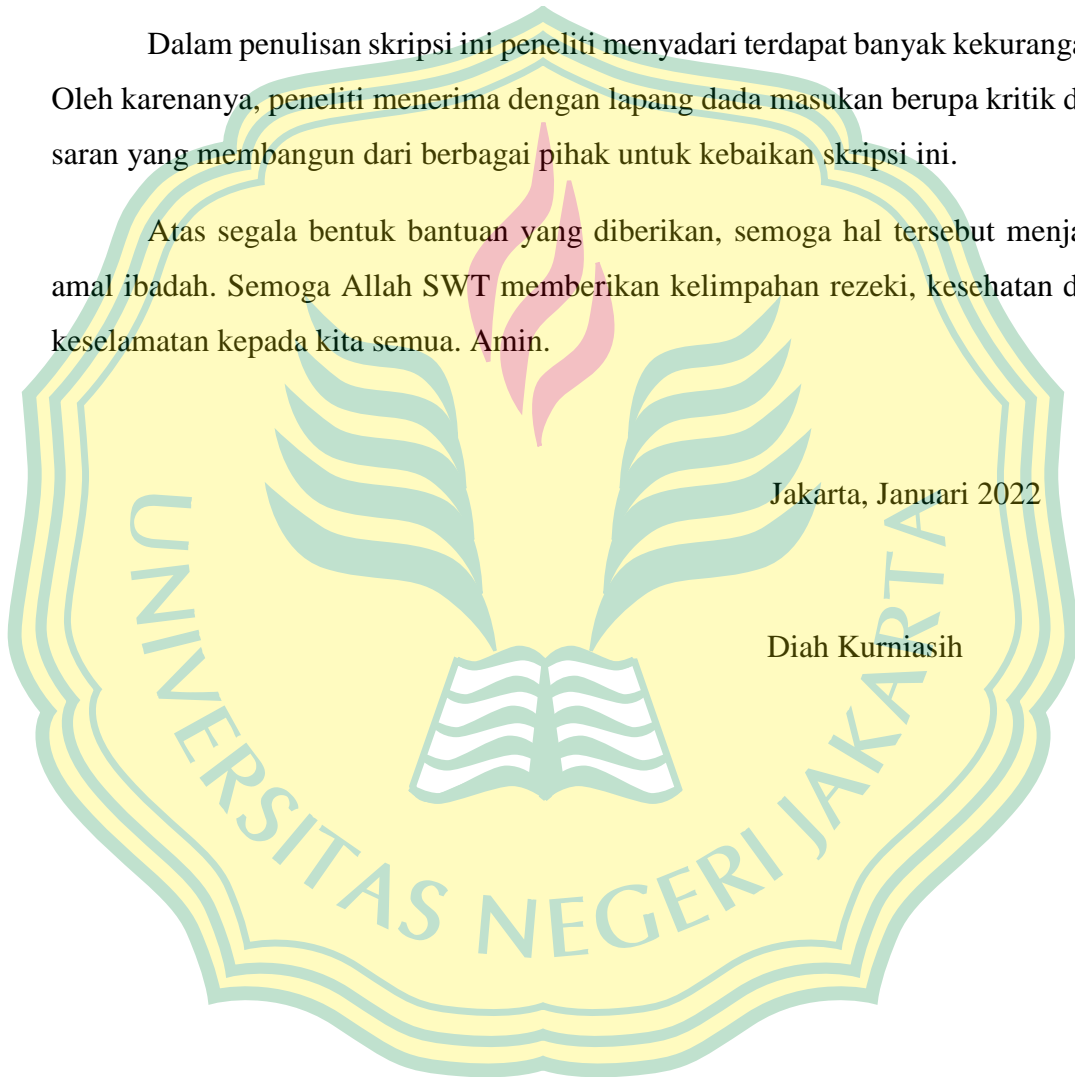 Dalam penulisan skripsi ini peneliti menyadari terdapat banyak kekuranga
Oleh karenanya, peneliti menerima dengan lapang dada masukan berupa kritik d
saran yang membangun dari berbagai pihak untuk kebaikan skripsi ini.
Atas segala bentuk bantuan yang diberikan, semoga hal tersebut menja
amal ibadah. Semoga Allah SWT memberikan kelimpahan rezeki, kesehatan d
keselamatan kepada kita semua. Amin.
Jakarta, Januari 2022
Diah Kurniasih
UNIVERSITAS NEGERI JAKARTA